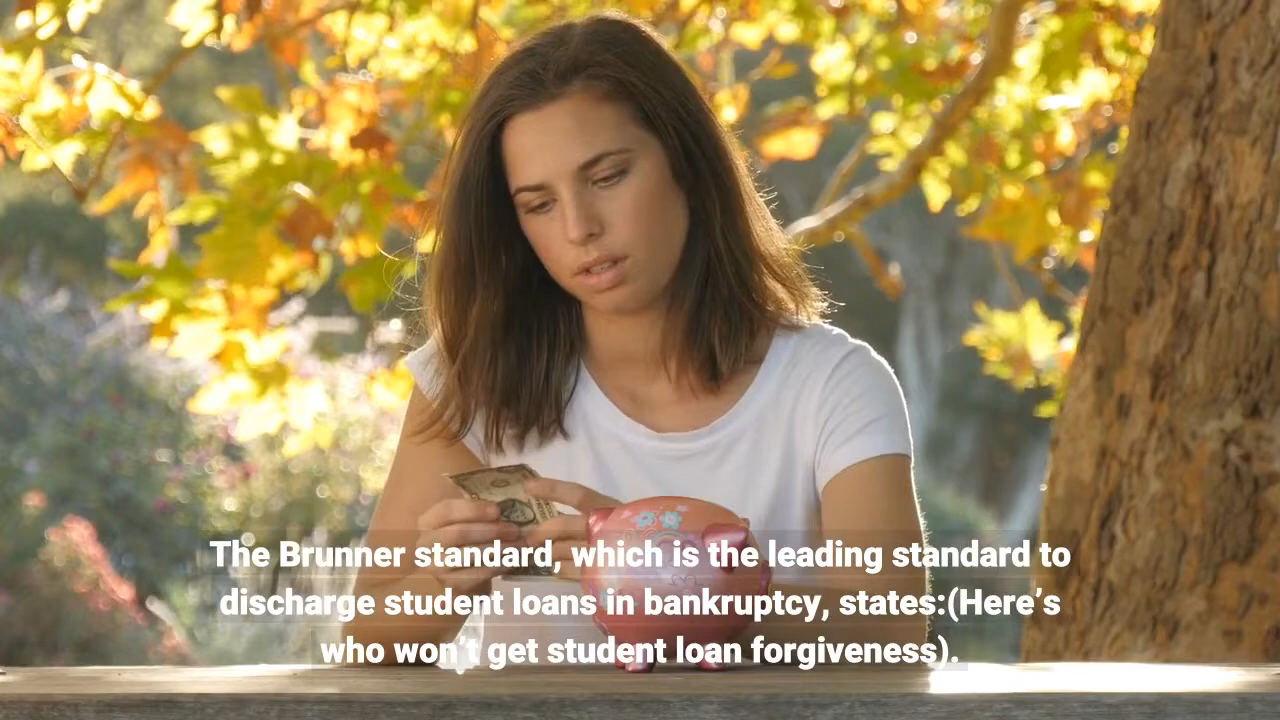 The Brunner standard, which is the leading standard to
discharge student loans in bankruptcy, states:(Here’s
who won’t get student loan forgiveness).